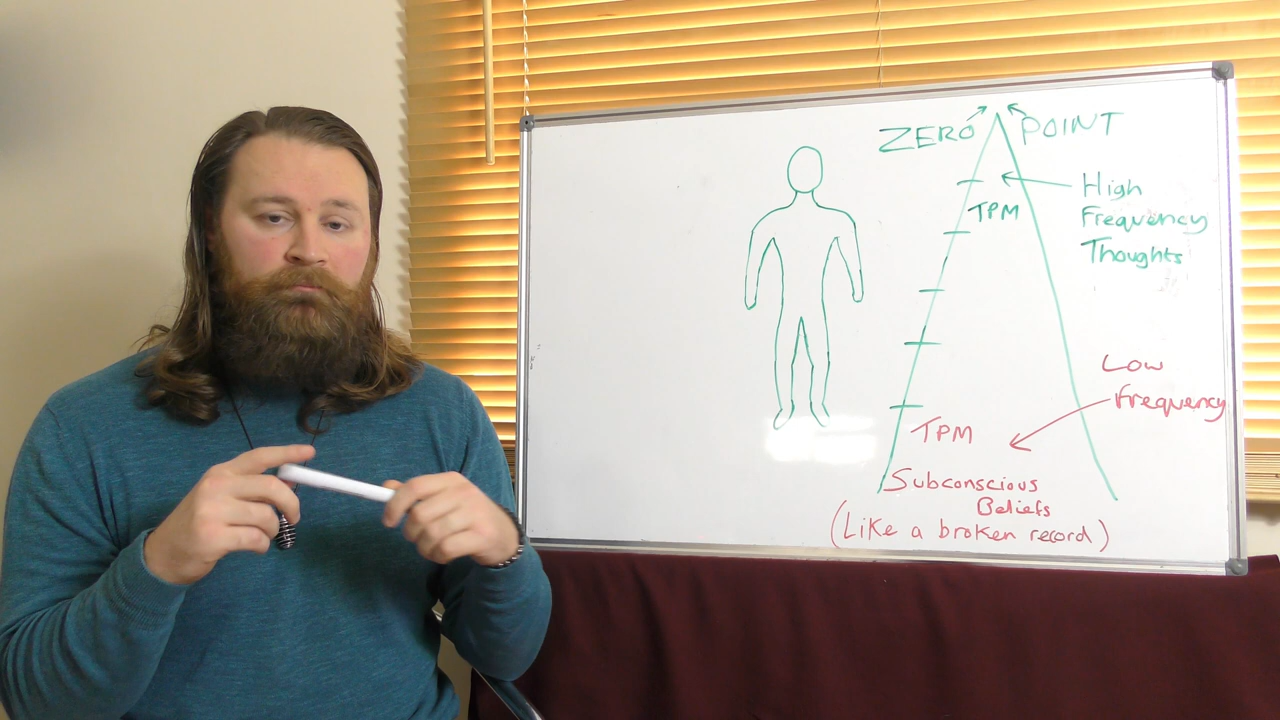 ZERO POINT
High
Frequency
Thoughts
TPM
Low
frequency
TPM
Subconscious
Beliefs
(Like a broken record)